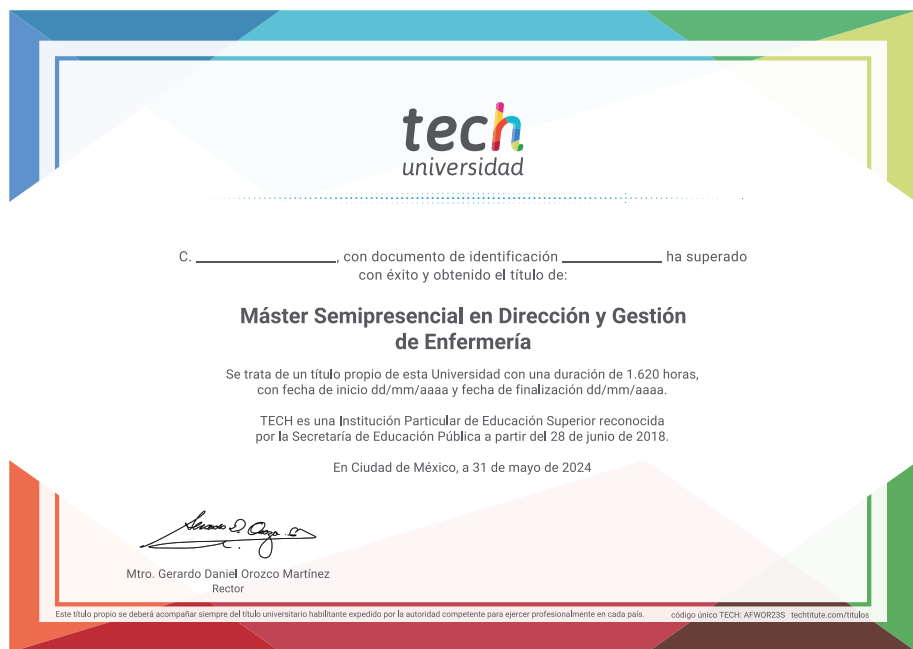 tech
universidad
C. ____________________, con documento de identificación ______________ ha superado
con éxito y obtenido el título de:
Máster Semipresencial en Dirección y Gestión
de Enfermería
Se trata de un título propio de esta Universidad con una duración de 1.620 horas,
con fecha de inicio dd/mm/aaaa y fecha de finalización dd/mm/aaaa.
TECH es una Institución Particular de Educación Superior reconocida
por la Secretaría de Educación Pública a partir del 28 de junio de 2018.
En Ciudad de México, a 31 de mayo de 2024
Mtro. Gerardo Daniel Orozco Martínez
Rector
Este título propio se deberá acompañar siempre del título universitario habilitante expedido por la autoridad competente para ejercer profesionalmente en cada país. código único TECH: AFWOR23S techtitute.com/titulos